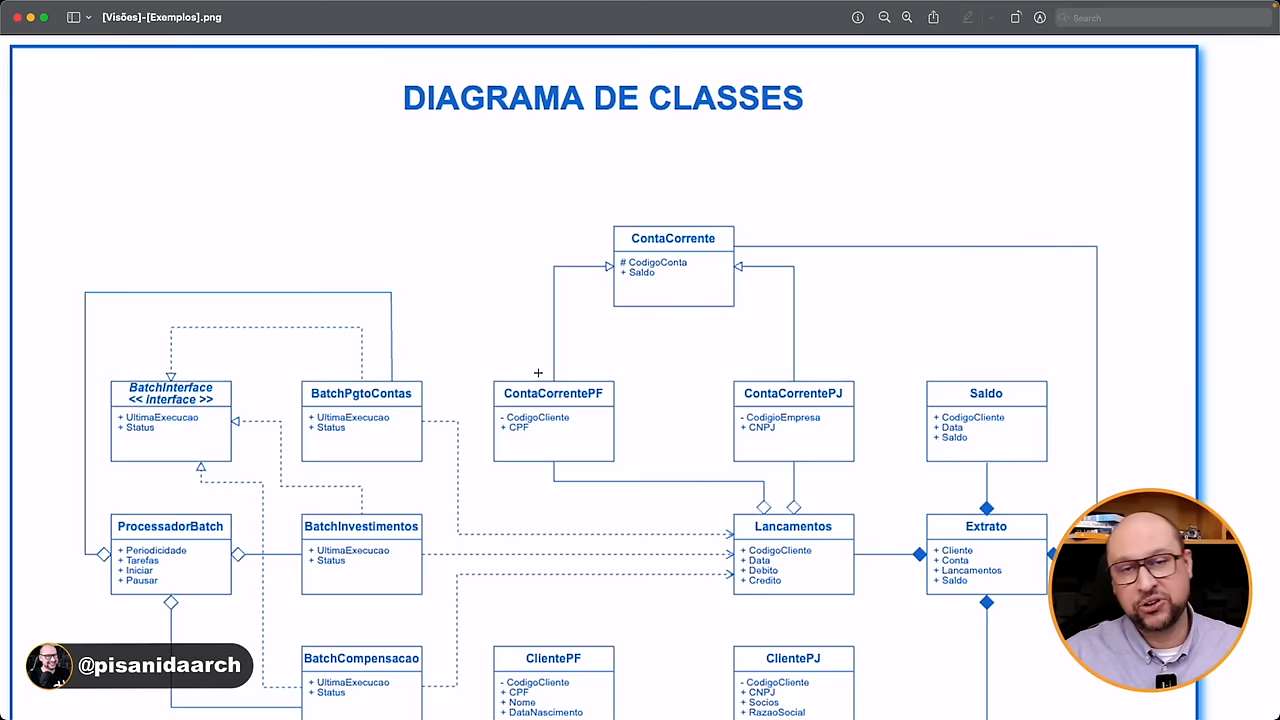 [Visões]-[Exemplos].png
Search
DIAGRAMA DE CLASSES
ContaCorrente
# CodigoConta
+ Saldo
BatchInterface
<< interface >>
+ UltimaExecucao
+ Status
BatchPgtoContas
+ UltimaExecucao
+ Status
ContaCorrentePF
- CodigoCliente
+ CPF
ContaCorrentePJ
- CodigioEmpresa
+ CNPJ
Saldo
+ CodigoCliente
+ Data
+ Saldo
ProcessadorBatch
+ Periodicidade
+ Tarefas
+ Iniciar
+ Pausar
BatchInvestimentos
+ UltimaExecucao
+ Status
Lancamentos
+ CodigoCliente
+ Data
+ Debito
+ Credito
Extrato
+ Cliente
+ Conta
+ Lancamentos
+ Saldo
BatchCompensacao
+ UltimaExecucao
+ Status
ClientePF
- CodigoCliente
+ CPF
+ Nome
+ DataNascimento
ClientePJ
- CodigoCliente
+ CNPJ
+ Socios
+ RazaoSocial
@pisanidaarch